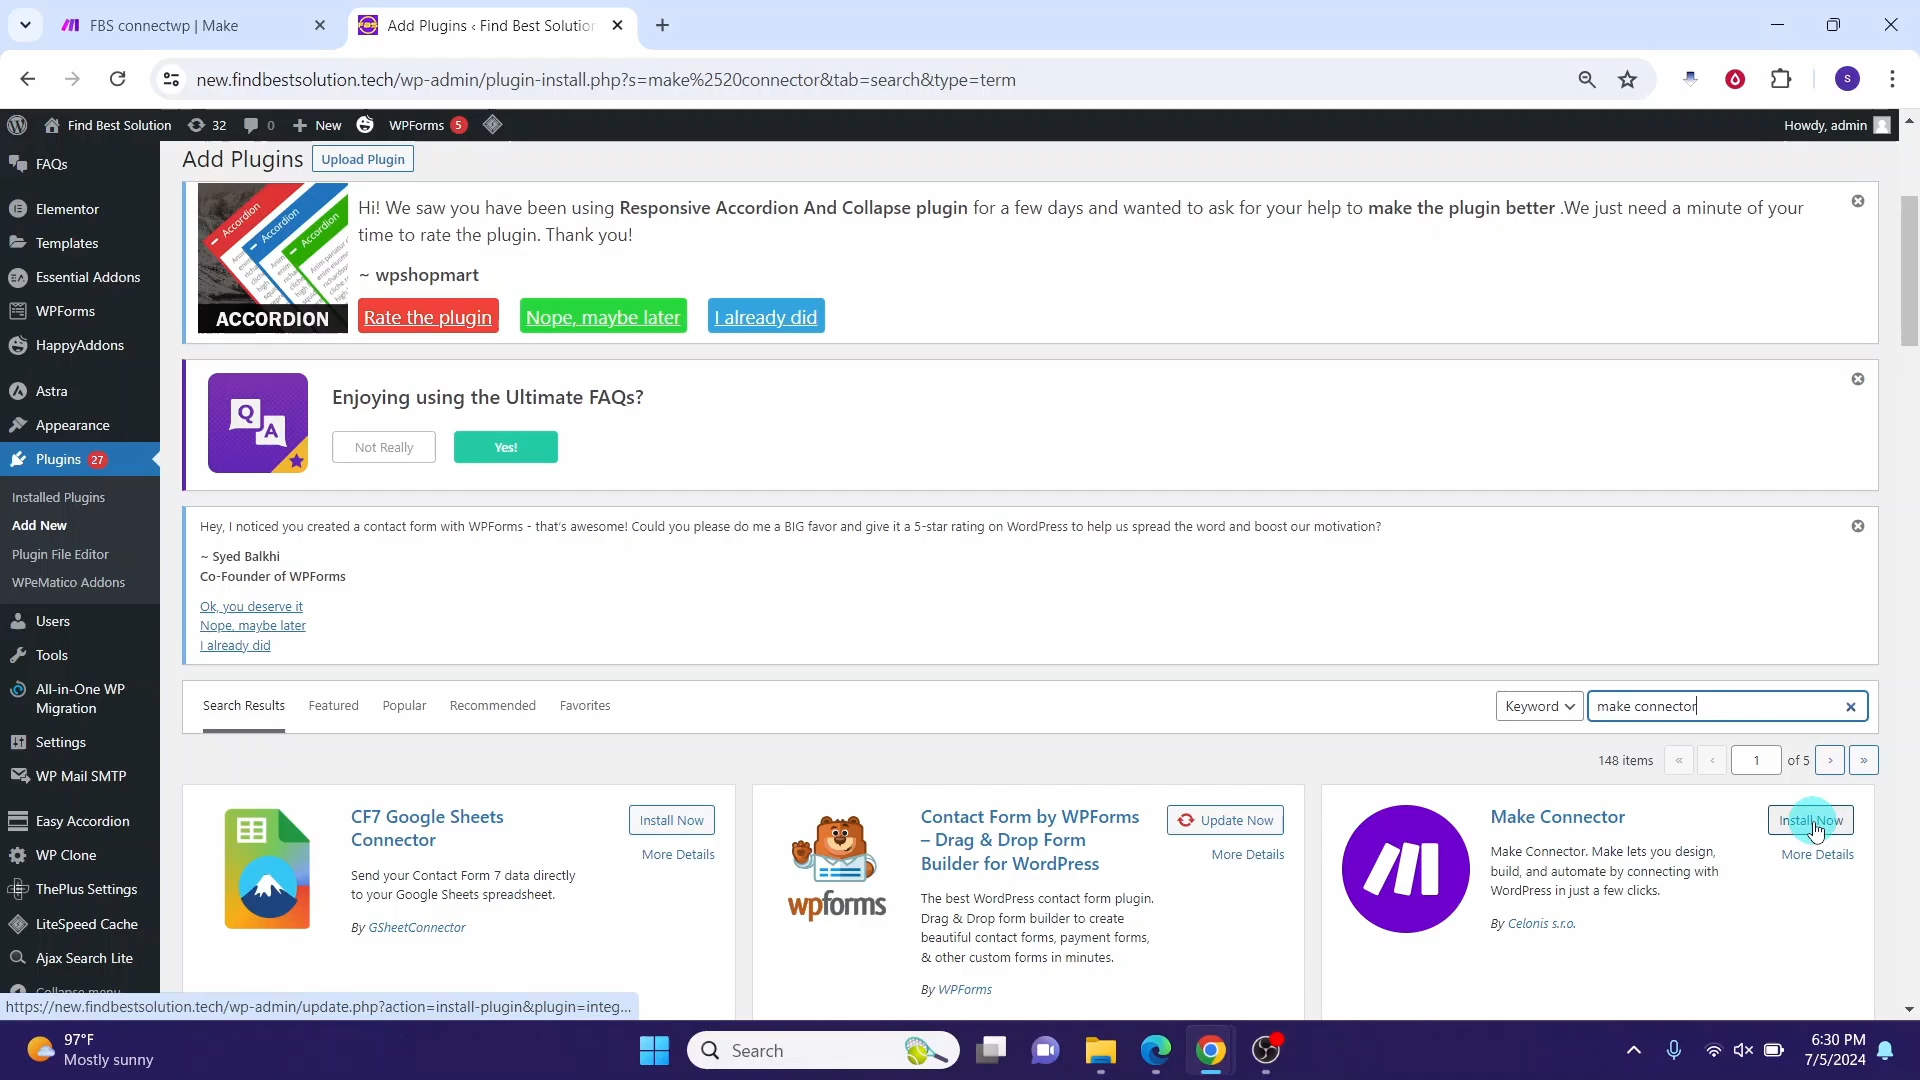 FBS connectwp | Make
Add Plugins ‹ Find Best Solution
new.findbestsolution.tech/wp-admin/plugin-install.php?s=make%2520connector&tab=search&type=term
S
Find Best Solution
32
0
New
WPForms 5
Howdy, admin
FAQs
Elementor
Templates
Essential Addons
WPForms
HappyAddons
Astra
Appearance
Plugins 27
Installed Plugins
Add New
Plugin File Editor
WPeMatico Addons
Users
Tools
All-in-One WP
Migration
Settings
WP Mail SMTP
Easy Accordion
WP Clone
ThePlus Settings
LiteSpeed Cache
Ajax Search Lite
Collapse menu
Add Plugins
Upload Plugin
Accordion
Accordion
Accordion
ACCORDION
Hi! We saw you have been using Responsive Accordion And Collapse plugin for a few days and wanted to ask for your help to make the plugin better .We just need a minute of your
time to rate the plugin. Thank you!
~ wpshopmart
Rate the plugin
Nope, maybe later
I already did
Q
A
Enjoying using the Ultimate FAQs?
Not Really
Yes!
Hey, I noticed you created a contact form with WPForms - that's awesome! Could you please do me a BIG favor and give it a 5-star rating on WordPress to help us spread the word and boost our motivation?
~ Syed Balkhi
Co-Founder of WPForms
Ok, you deserve it
Nope, maybe later
I already did
Search Results
Featured
Popular
Recommended
Favorites
Keyword
make connector
148 items
«
‹
1
of 5
›
»
CF7 Google Sheets
Connector
Install Now
More Details
Send your Contact Form 7 data directly
to your Google Sheets spreadsheet.
By GSheetConnector
wpforms
Contact Form by WPForms
– Drag & Drop Form
Builder for WordPress
Update Now
More Details
The best WordPress contact form plugin.
Drag & Drop form builder to create
beautiful contact forms, payment forms,
& other custom forms in minutes.
By WPForms
Make Connector
Install Now
More Details
Make Connector. Make lets you design,
build, and automate by connecting with
WordPress in just a few clicks.
By Celonis s.r.o.
https://new.findbestsolution.tech/wp-admin/update.php?action=install-plugin&plugin=integ...
97°F
Mostly sunny
Search
6:30 PM
7/5/2024